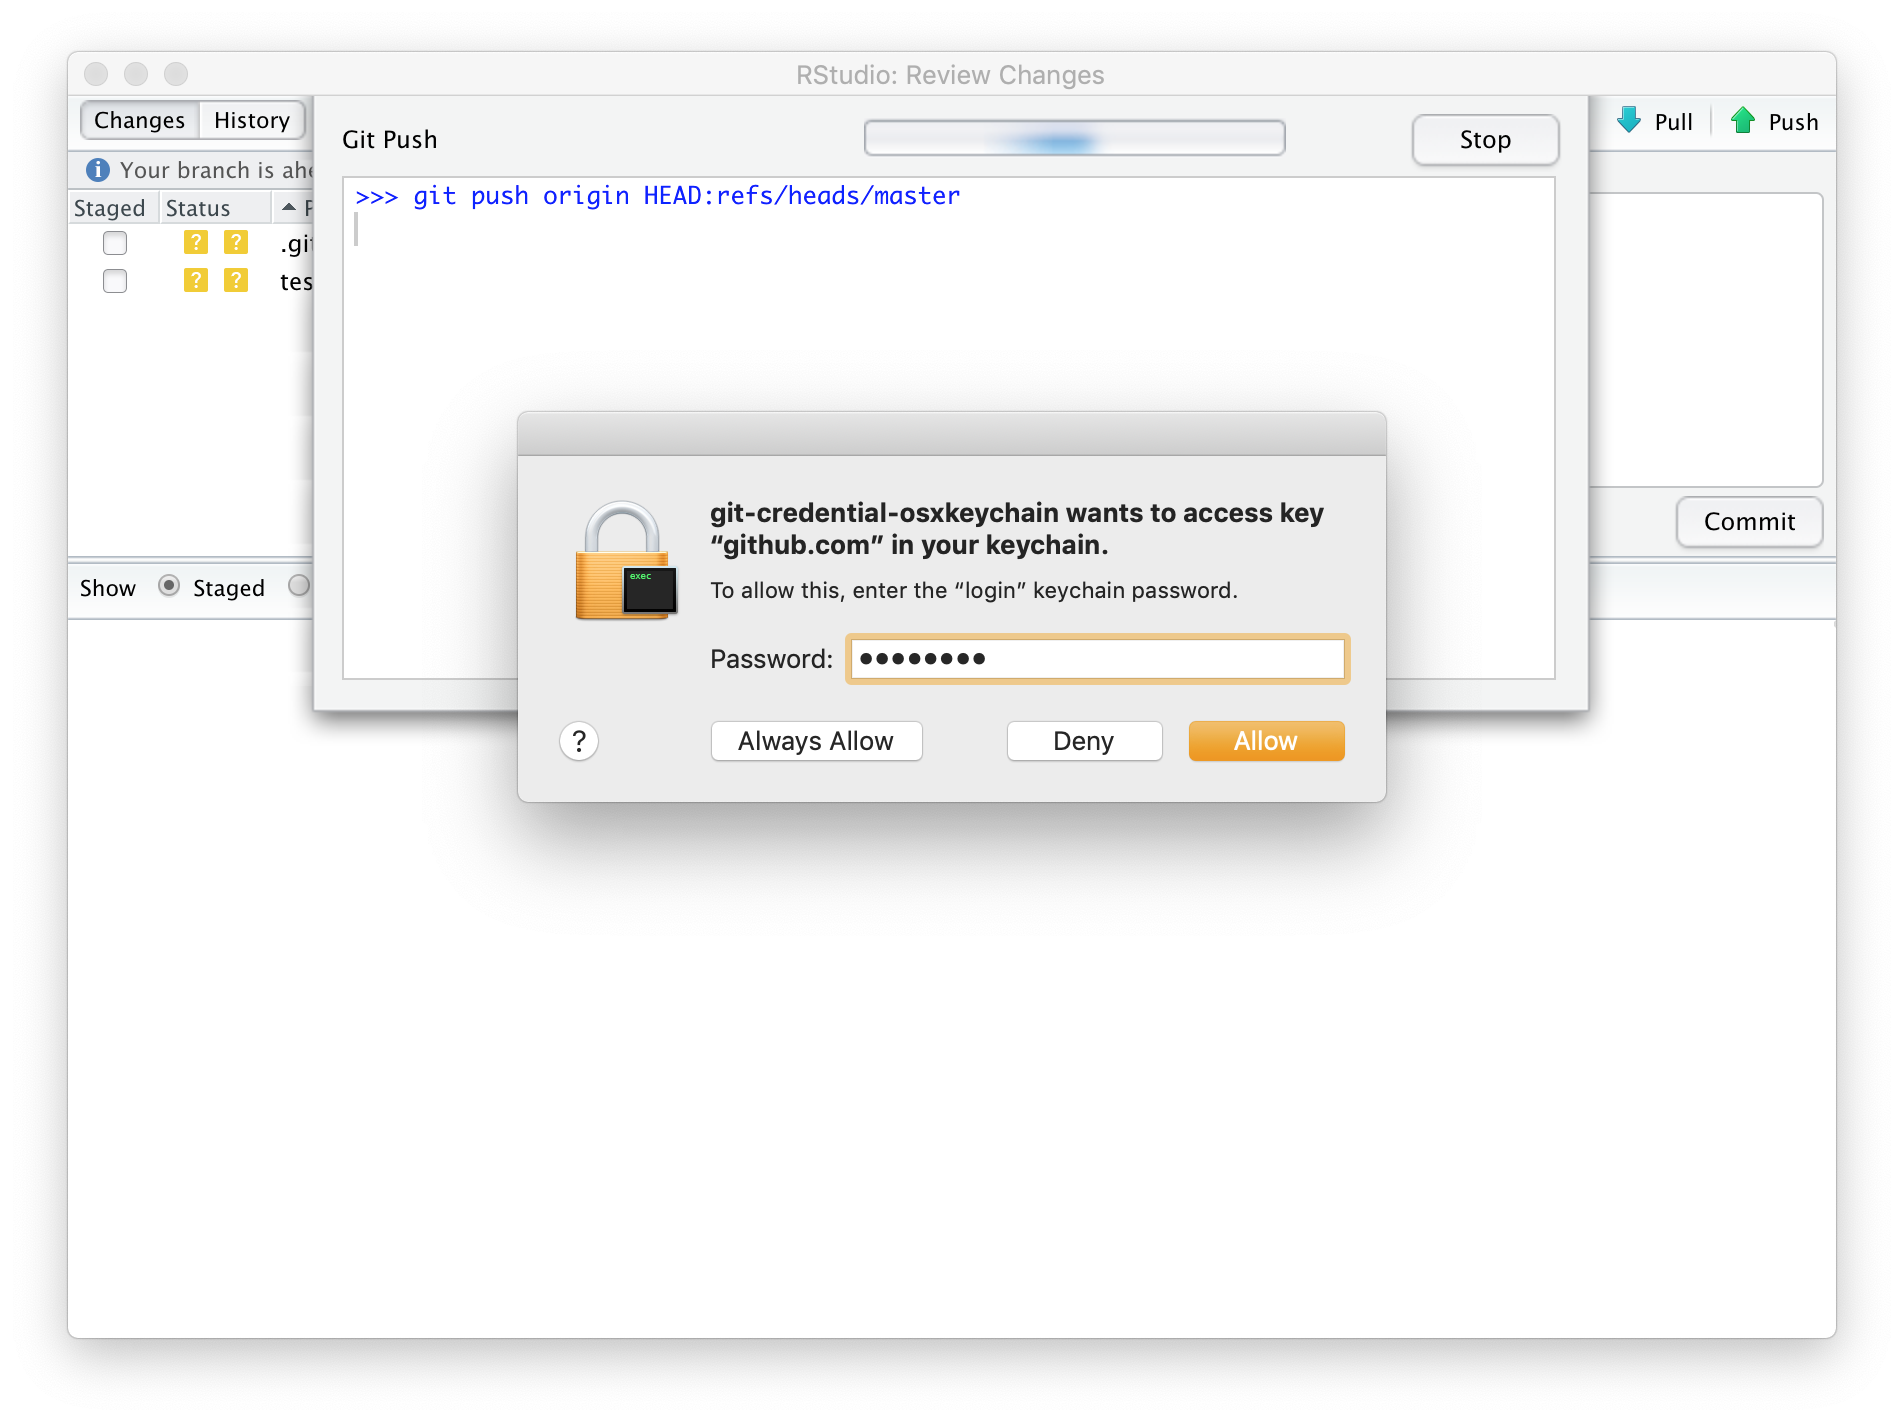 RStudio: Review Changes
Changes History
Git Push
Stop
Pull Push
Your branch is
>>> git push origin HEAD:refs/heads/master
Staged Status
? ? .git
? ? tes
git-credential-osxkeychain wants to access key
“github.com” in your keychain.
To allow this, enter the “login” keychain password.
Password: ●●●●●●●●
? Always Allow Deny Allow
exec
Commit
Show Staged